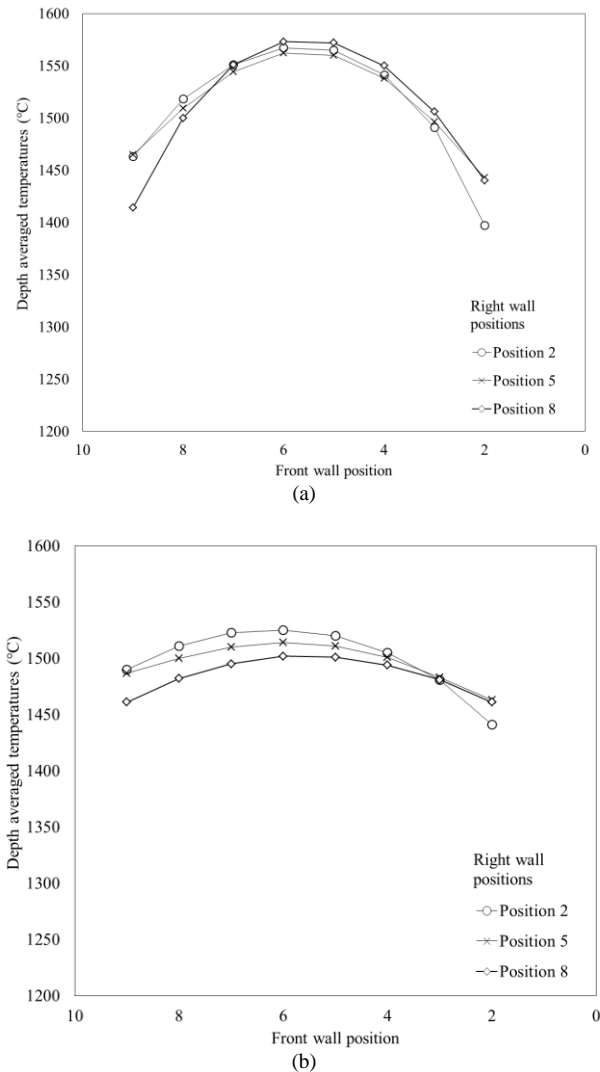 Depth averaged temperatures (°C)
1600
1550
1500
1450
1400
1350
1300
1250
1200
Right wall
positions
Position 2
Position 5
Position 8
10 8 6 4 2 0
Front wall position
(a)
Depth averaged temperatures (°C)
1600
1550
1500
1450
1400
1350
1300
1250
1200
Right wall
positions
Position 2
Position 5
Position 8
10 8 6 4 2 0
Front wall position
(b)